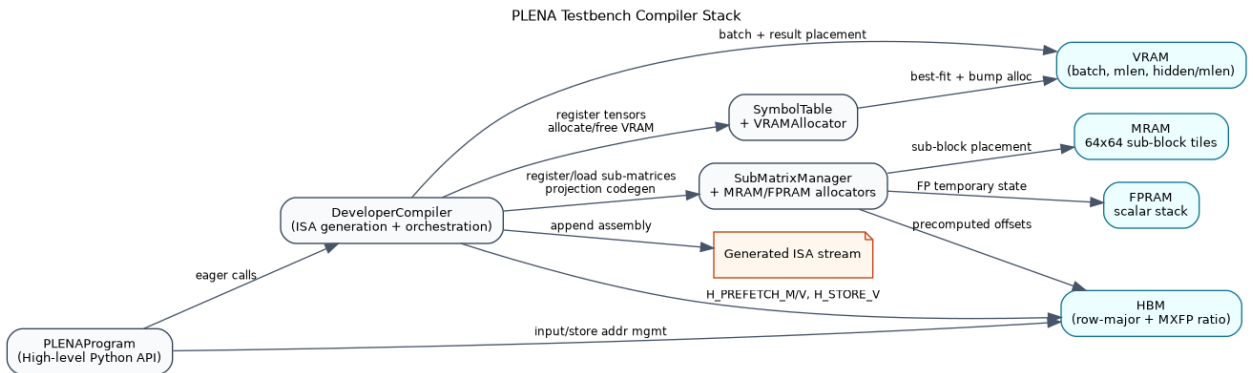 PLENA Testbench Compiler Stack
batch + result placement
VRAM
(batch, mlen, hidden/mlen)
best-fit + bump alloc
SymbolTable
+ VRAMAllocator
register tensors
allocate/free VRAM
MRAM
64x64 sub-block tiles
sub-block placement
SubMatrixManager
+ MRAM/FPRAM allocators
register/load sub-matrices
projection codegen
FP temporary state
FPRAM
scalar stack
DeveloperCompiler
(ISA generation + orchestration)
append assembly
precomputed offsets
Generated ISA stream
eager calls
H_PREFETCH_M/V, H_STORE_V
HBM
(row-major + MXFP ratio)
input/store addr mgmt
PLENAProgram
(High-level Python API)